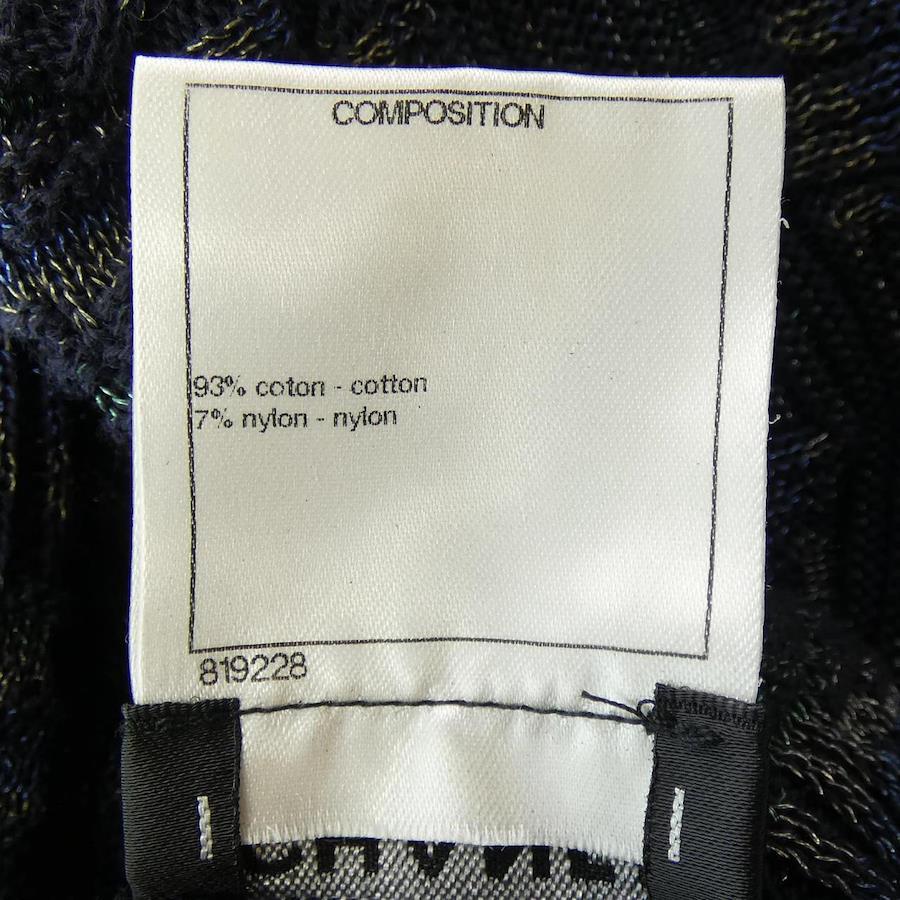 COMPOSITION
93% coton - cotton
7% nylon - nylon
819228